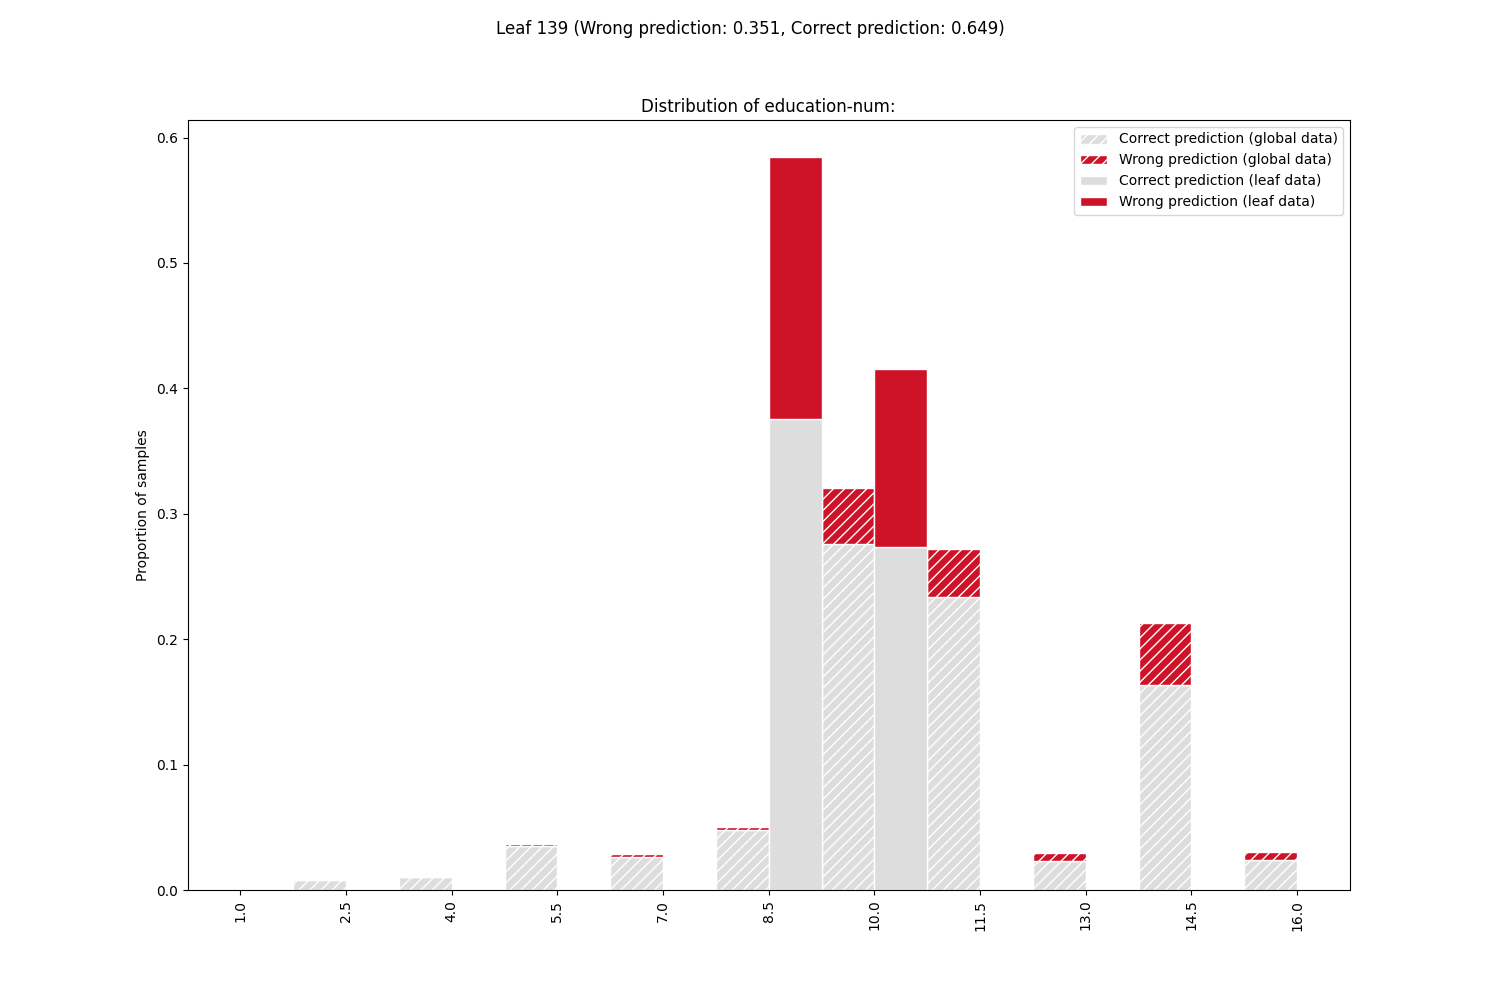 Leaf 139 (Wrong prediction: 0.351, Correct prediction: 0.649)
Distribution of education-num:
Correct prediction (global data)
Wrong prediction (global data)
Correct prediction (leaf data)
Wrong prediction (leaf data)
Proportion of samples
0.6
0.5
0.4
0.3
0.2
0.1
0.0
1.0
2.5
4.0
5.5
7.0
8.5
10.0
11.5
13.0
14.5
16.0